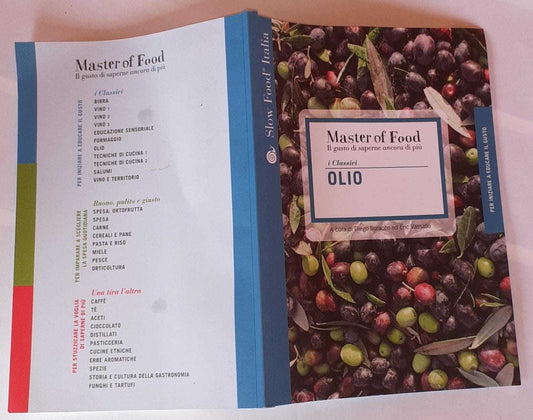 Master of Food
Il gusto di saperne ancora di più
i Classici
BIRRA
VINO 1
VINO 2
VINO 3
EDUCAZIONE SENSORIALE
FORMAGGIO
OLIO
TECNICHE DI CUCINA 1
TECNICHE DI CUCINA 2
SALUMI
VINO E TERRITORIO
PER INIZIARE A EDUCARE IL GUSTO
Buono, pulito e giusto
SPESA: ORTOFRUTTA
SPESA
CARNE
CEREALI E PANE
PASTA E RISO
MIELE
PESCE
ORTICOLTURA
PER IMPARARE A SCEGLIERE
LA SPESA QUOTIDIANA
Una tira l'altra
CAFFÈ
TÈ
ACETI
CIOCCOLATO
DISTILLATI
PASTICCERIA
CUCINE ETNICHE
ERBE AROMATICHE
SPEZIE
STORIA E CULTURA DELLA GASTRONOMIA
FUNGHI E TARTUFI
PER STUZZICARE LA VOGLIA
DI SAPERNE DI PIÙ
Slow Food® Italia
Master of Food
Il gusto di saperne ancora di più
i Classici
OLIO
A cura di Diego Soracco ed Eric Vassallo
PER INIZIARE A EDUCARE IL GUSTO